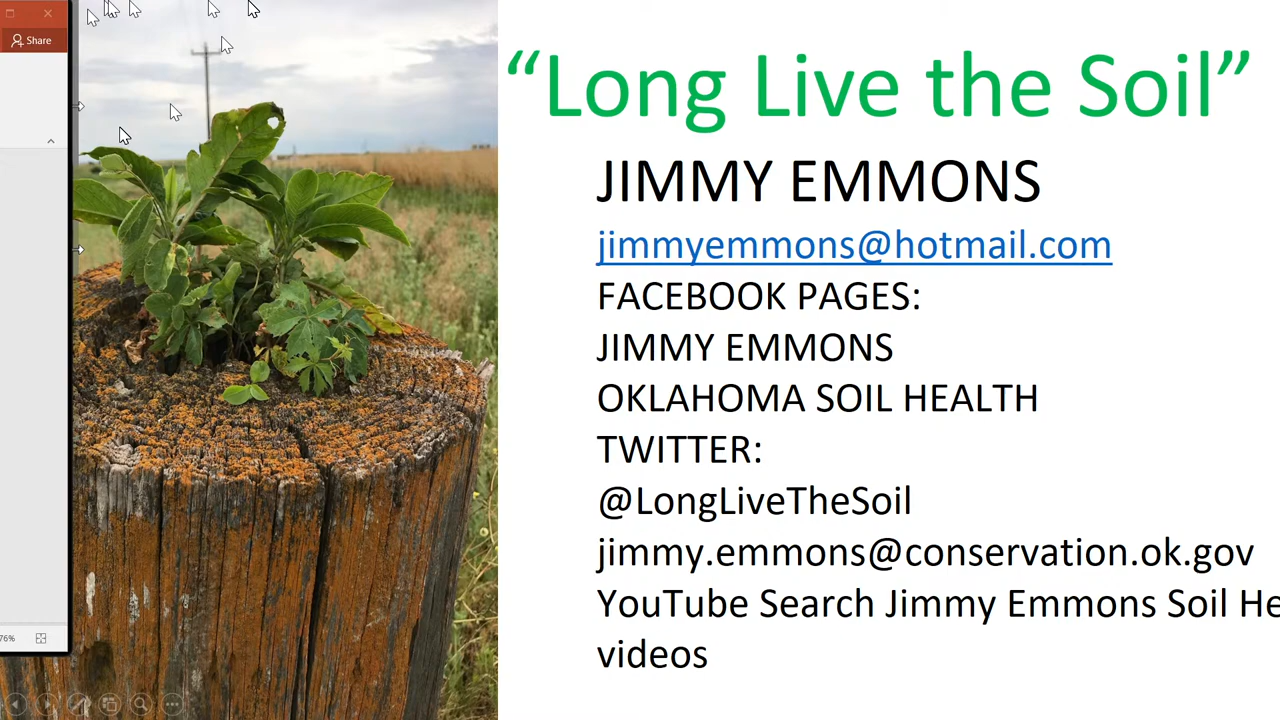 Share
“Long Live the Soil”
JIMMY EMMONS
jimmyemmons@hotmail.com
FACEBOOK PAGES:
JIMMY EMMONS
OKLAHOMA SOIL HEALTH
TWITTER:
@LongLiveTheSoil
jimmy.emmons@conservation.ok.gov
YouTube Search Jimmy Emmons Soil He
videos
76%